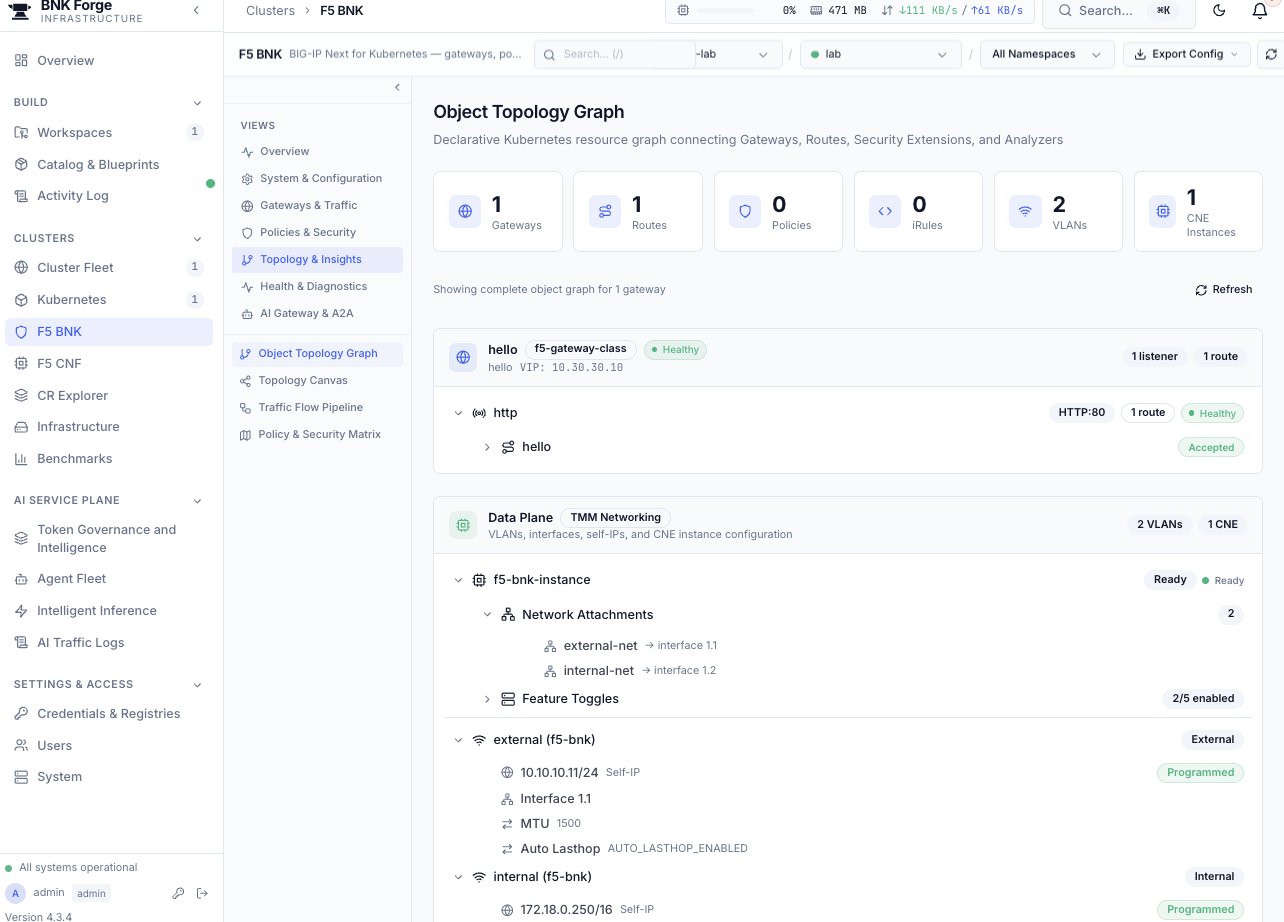 BNK Forge
INFRASTRUCTURE
Overview
BUILD
Workspaces 1
Catalog & Blueprints
Activity Log
CLUSTERS
Cluster Fleet 1
Kubernetes 1
F5 BNK
F5 CNF
CR Explorer
Infrastructure
Benchmarks
AI SERVICE PLANE
Token Governance and
Intelligence
Agent Fleet
Intelligent Inference
AI Traffic Logs
SETTINGS & ACCESS
Credentials & Registries
Users
System
All systems operational
A admin admin
Version 4.3.4
Clusters > F5 BNK
0% 471 MB ↓111 KB/s / ↑61 KB/s
Search... ⌘K
F5 BNK BIG-IP Next for Kubernetes — gateways, po...
Search... (/)
-lab / lab / All Namespaces
Export Config
VIEWS
Overview
System & Configuration
Gateways & Traffic
Policies & Security
Topology & Insights
Health & Diagnostics
AI Gateway & A2A
Object Topology Graph
Topology Canvas
Traffic Flow Pipeline
Policy & Security Matrix
Object Topology Graph
Declarative Kubernetes resource graph connecting Gateways, Routes, Security Extensions, and Analyzers
1 Gateways
1 Routes
0 Policies
0 iRules
2 VLANs
1 CNE Instances
Showing complete object graph for 1 gateway
Refresh
hello f5-gateway-class Healthy
hello VIP: 10.30.30.10
1 listener 1 route
http HTTP:80 1 route Healthy
hello Accepted
Data Plane TMM Networking
VLANs, interfaces, self-IPs, and CNE instance configuration
2 VLANs 1 CNE
f5-bnk-instance Ready Ready
Network Attachments 2
external-net → interface 1.1
internal-net → interface 1.2
Feature Toggles 2/5 enabled
external (f5-bnk) External
10.10.10.11/24 Self-IP Programmed
Interface 1.1
MTU 1500
Auto Lasthop AUTO_LASTHOP_ENABLED
internal (f5-bnk) Internal
172.18.0.250/16 Self-IP Programmed